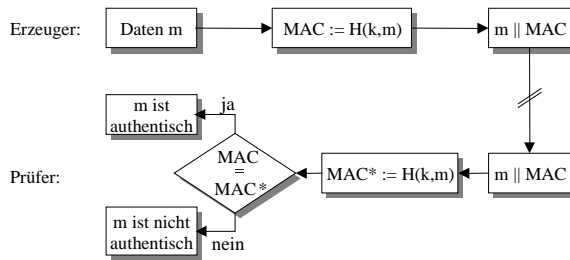 Erzeuger:
Daten m
MAC := H(k,m)
m || MAC
m ist
authentisch
ja
Prüfer:
MAC
=
MAC*
MAC* := H(k,m)
m || MAC
m ist nicht
authentisch
nein